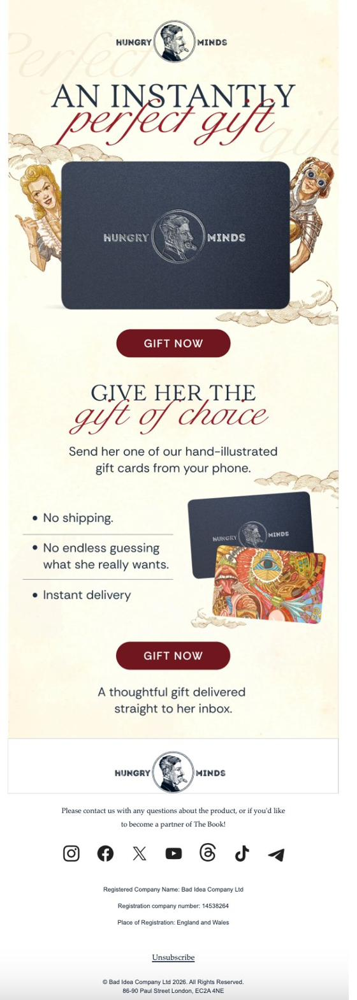 Perfect
HUNGRY MINDS
AN INSTANTLY
perfect gift
gift
HUNGRY MINDS
GIFT NOW
GIVE HER THE
gift of choice
Send her one of our hand-illustrated
gift cards from your phone.
• No shipping.
• No endless guessing
what she really wants.
• Instant delivery
HUNGRY MINDS
GIFT NOW
A thoughtful gift delivered
straight to her inbox.
HUNGRY MINDS
Please contact us with any questions about the product, or if you'd like
to become a partner of The Book!
Registered Company Name: Bad Idea Company Ltd
Registration company number: 14538264
Place of Registration: England and Wales
Unsubscribe
© Bad Idea Company Ltd 2026. All Rights Reserved.
86-90 Paul Street London, EC2A 4NE